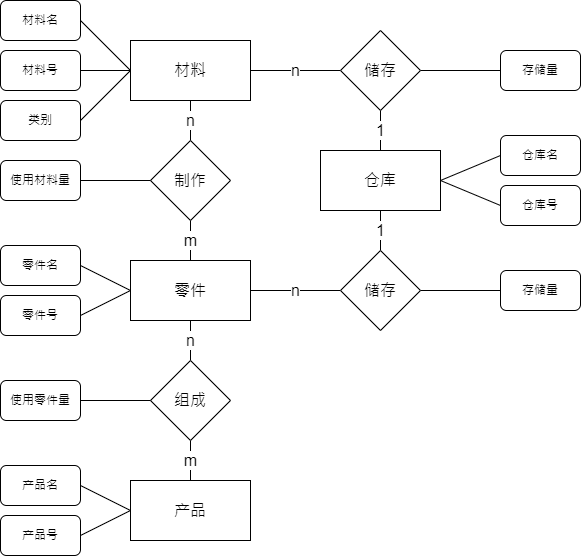 材料名
材料号
类别
材料
n
储存
存储量
n
1
使用材料量
制作
仓库
仓库名
仓库号
m
1
零件名
零件号
零件
n
储存
存储量
n
使用零件量
组成
m
产品名
产品号
产品